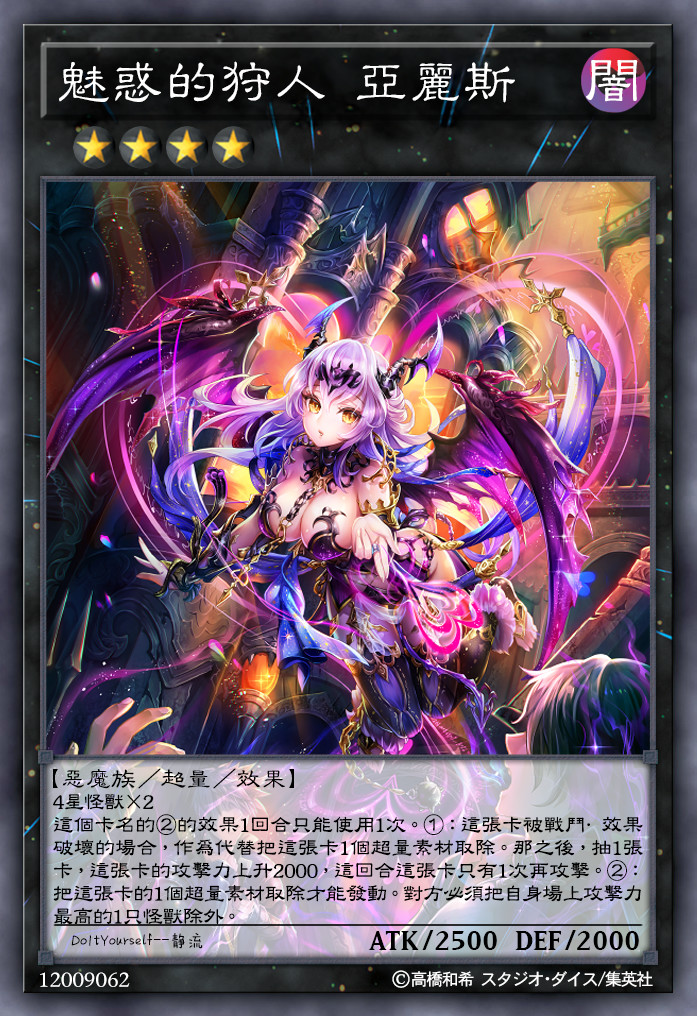 魅惑的狩人 亞麗斯
闇
【惡魔族／超量／效果】
4星怪獸×2
這個卡名的②的效果1回合只能使用1次。①：這張卡被戰鬥·效果
破壞的場合，作為代替把這張卡1個超量素材取除。那之後，抽1張
卡，這張卡的攻擊力上升2000，這回合這張卡只有1次再攻擊。②：
把這張卡的1個超量素材取除才能發動。對方必須把自身場上攻擊力
最高的1只怪獸除外。
DoItYourself--靜流
ATK/2500 DEF/2000
12009062
©高橋和希 スタジオ・ダイス/集英社